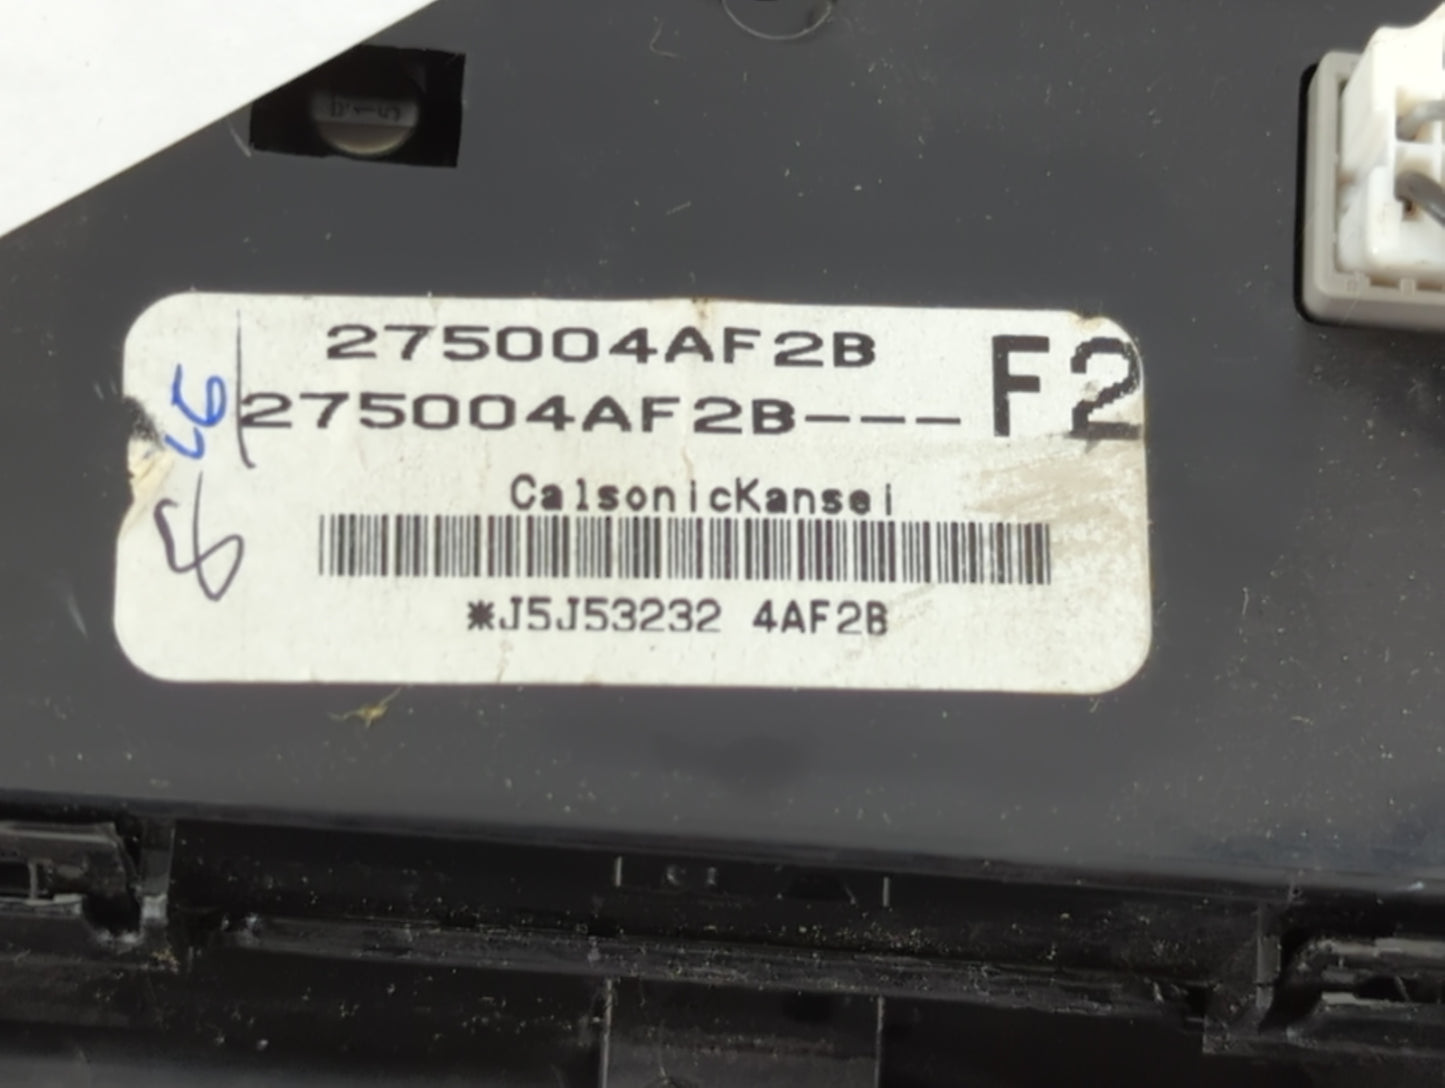 275004AF2B
F2
275004AF2B---
CalsonicKansei
*J5J53232 4AF2B